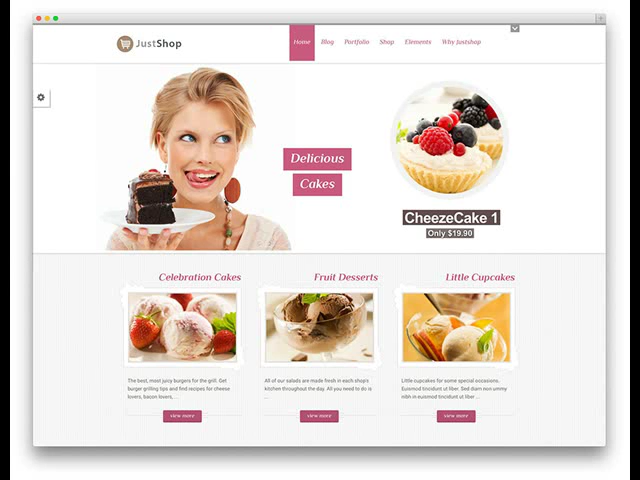 JustShop
Home Blog Portfolio Shop Elements Why Justshop
Delicious
Cakes
CheezeCake 1
Only $19.90
Celebration Cakes
The best, most juicy burgers for the grill. Get
burger grilling tips and find recipes for cheese
lovers, bacon lovers, ...
view more
Fruit Desserts
All of our salads are made fresh in each shop's
kitchen throughout the day. All you need to do is
...
view more
Little Cupcakes
Little cupcakes for some special occasions.
Euismod tincidunt ut liber. Sed diam non ummy
nibh in euismod tincidunt ut liber ...
view more